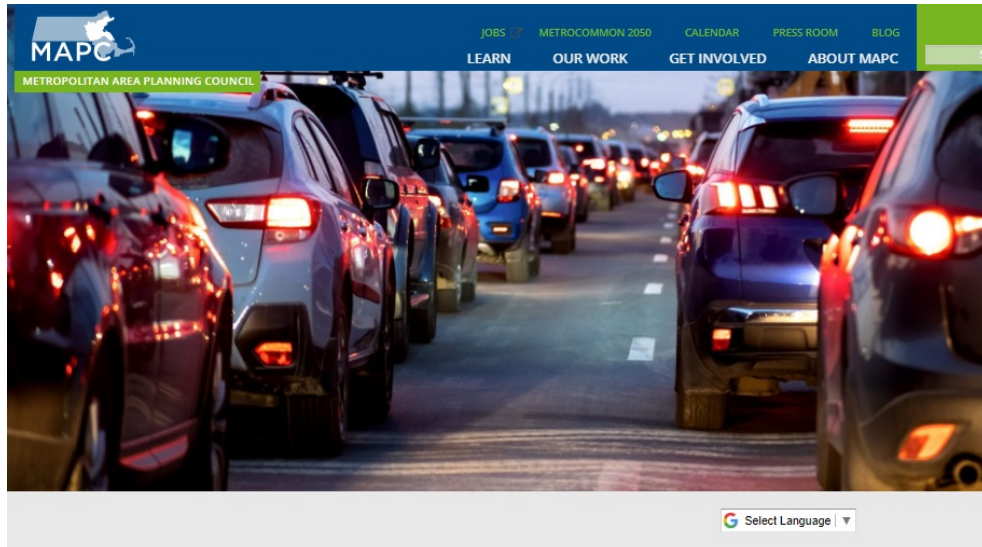 JOBS METROCOMMON 2050 CALENDAR PRESS ROOM BLOG
MAPC
LEARN OUR WORK GET INVOLVED ABOUT MAPC
METROPOLITAN AREA PLANNING COUNCIL
Select Language